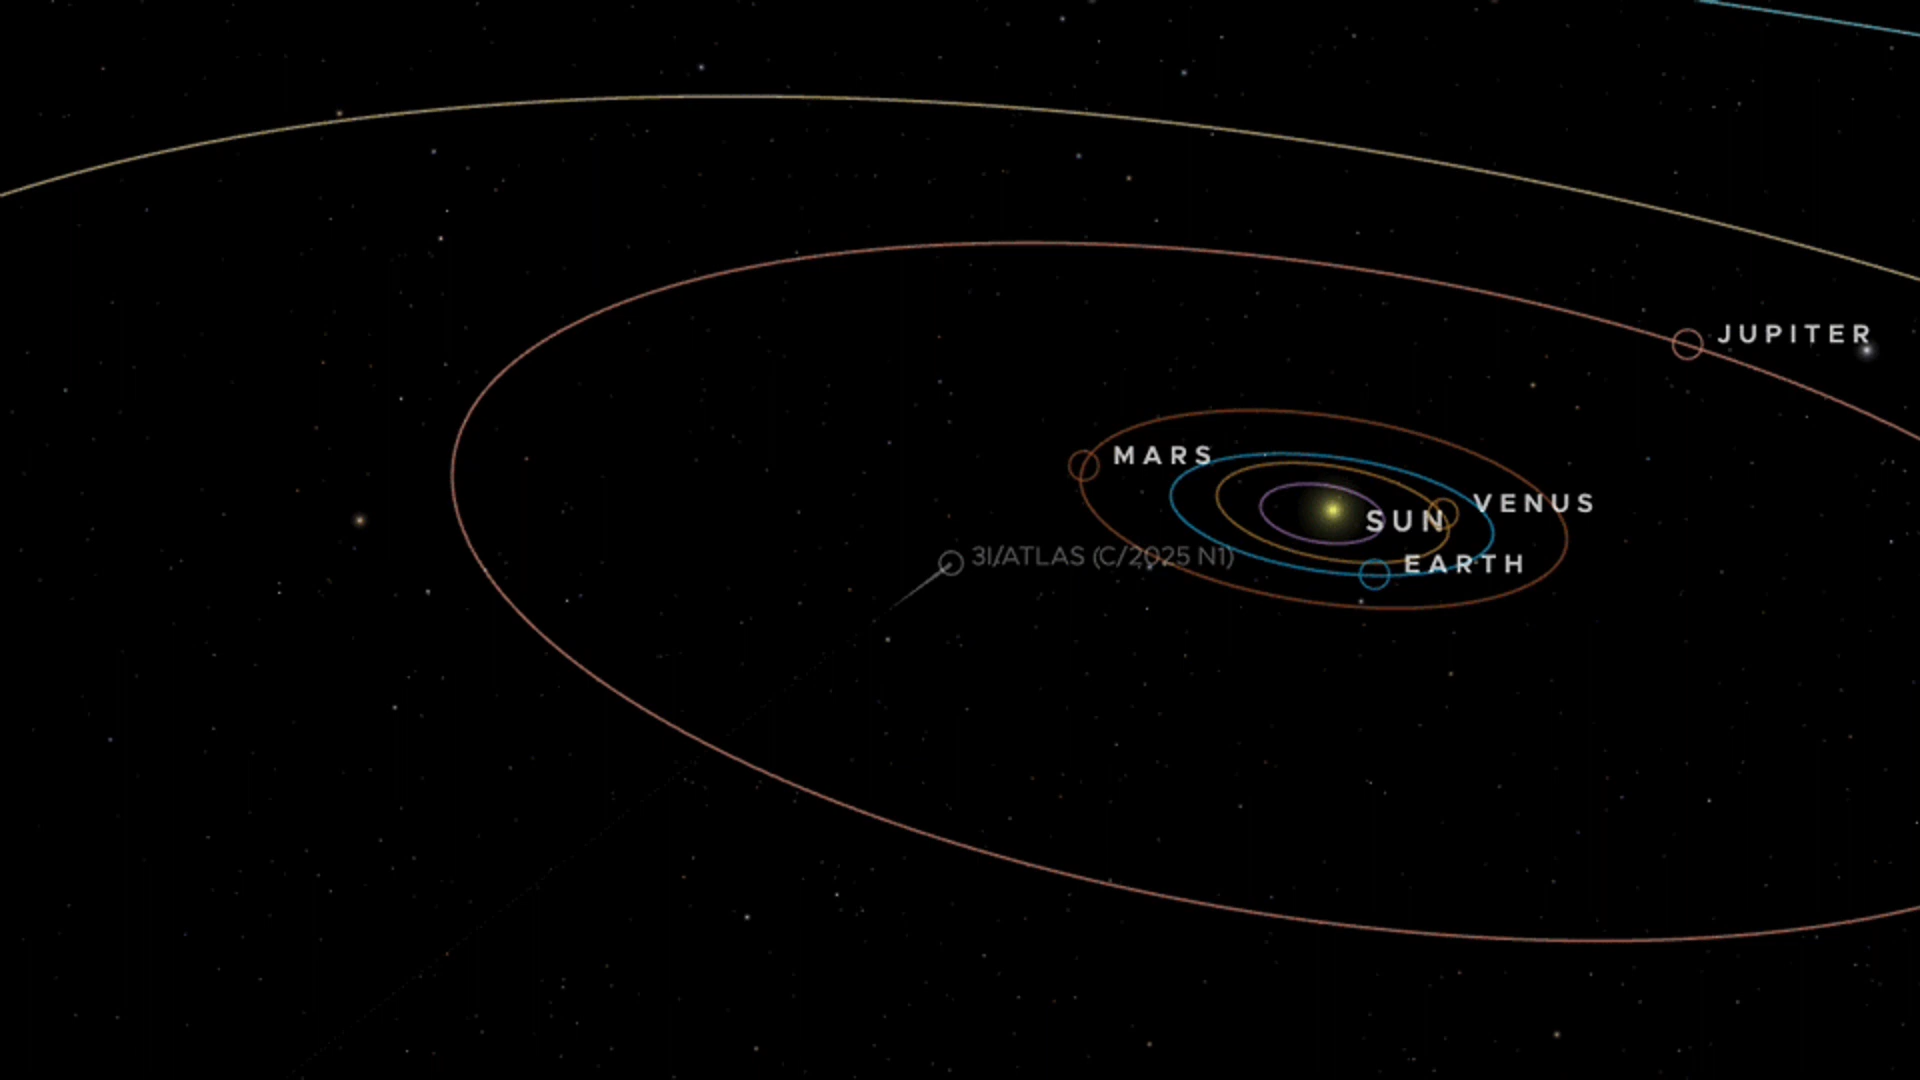 JUPITER
MARS
VENUS
SUN
3I/ATLAS (C/2025 N1)
EARTH